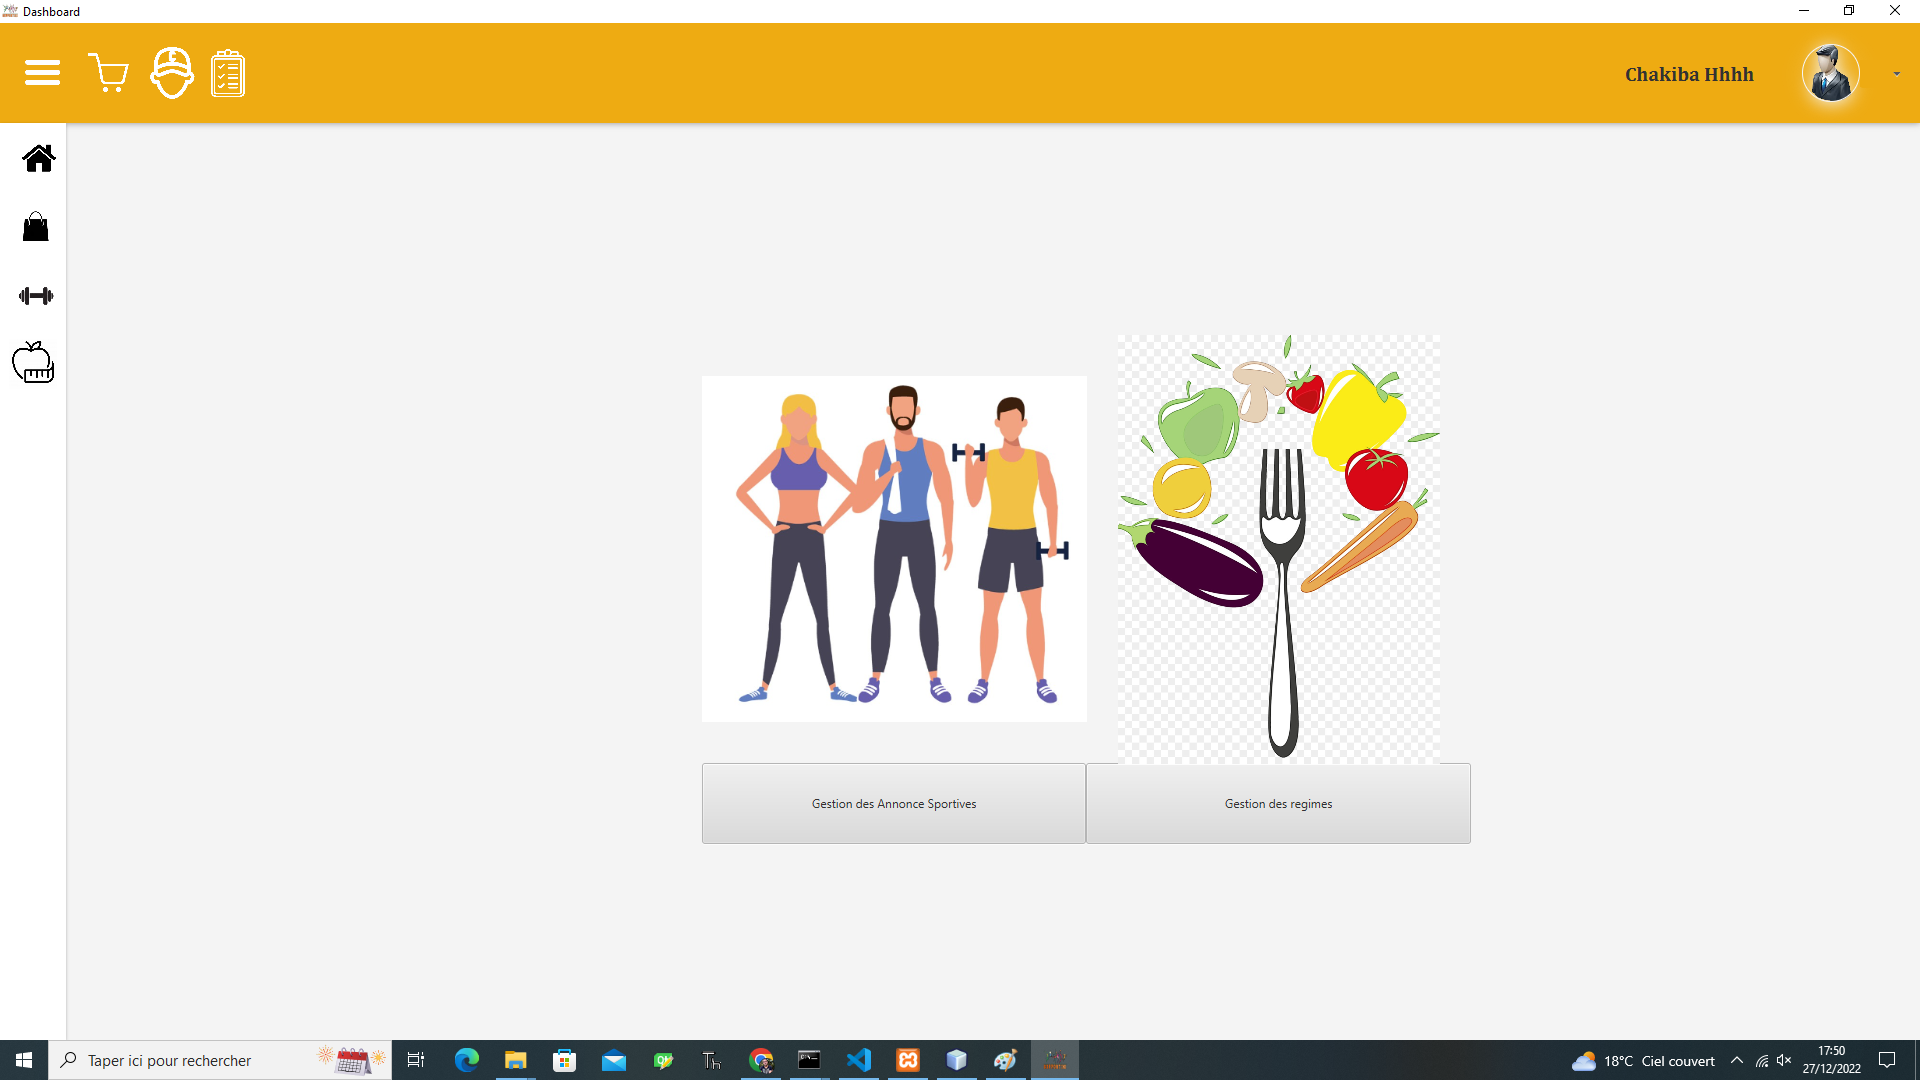 Dashboard
Chakiba Hhhh
Gestion des Annonce Sportives
Gestion des regimes
Taper ici pour rechercher
18°C Ciel couvert
17:50
27/12/2022